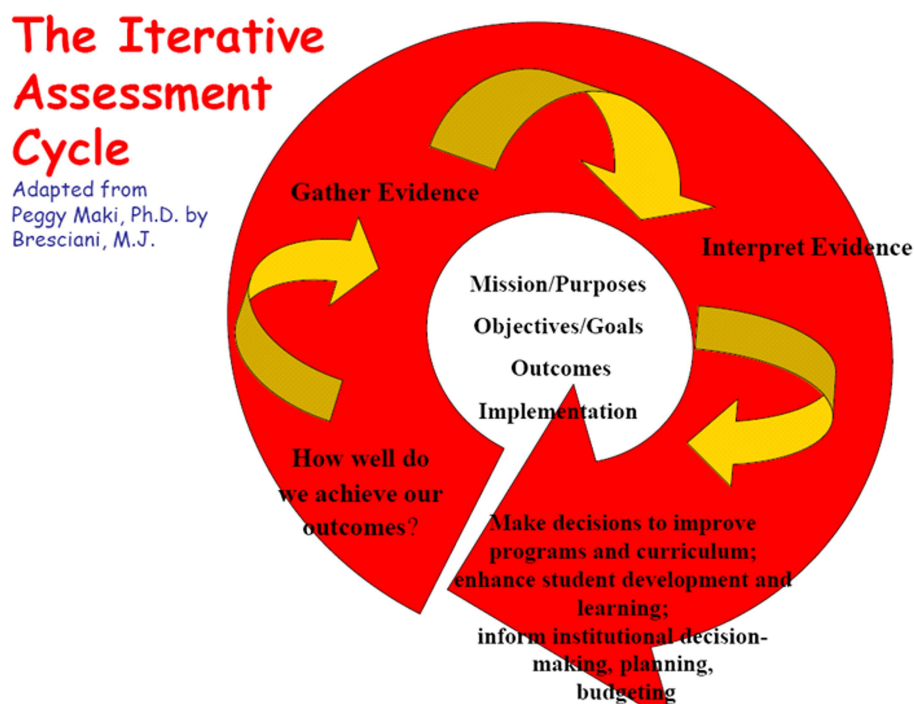 The Iterative
Assessment
Cycle
Adapted from
Peggy Maki, Ph.D. by
Bresciani, M.J.
Gather Evidence
Interpret Evidence
Mission/Purposes
Objectives/Goals
Outcomes
Implementation
How well do
we achieve our
outcomes?
Make decisions to improve
programs and curriculum;
enhance student development and
learning;
inform institutional decision-
making, planning,
budgeting